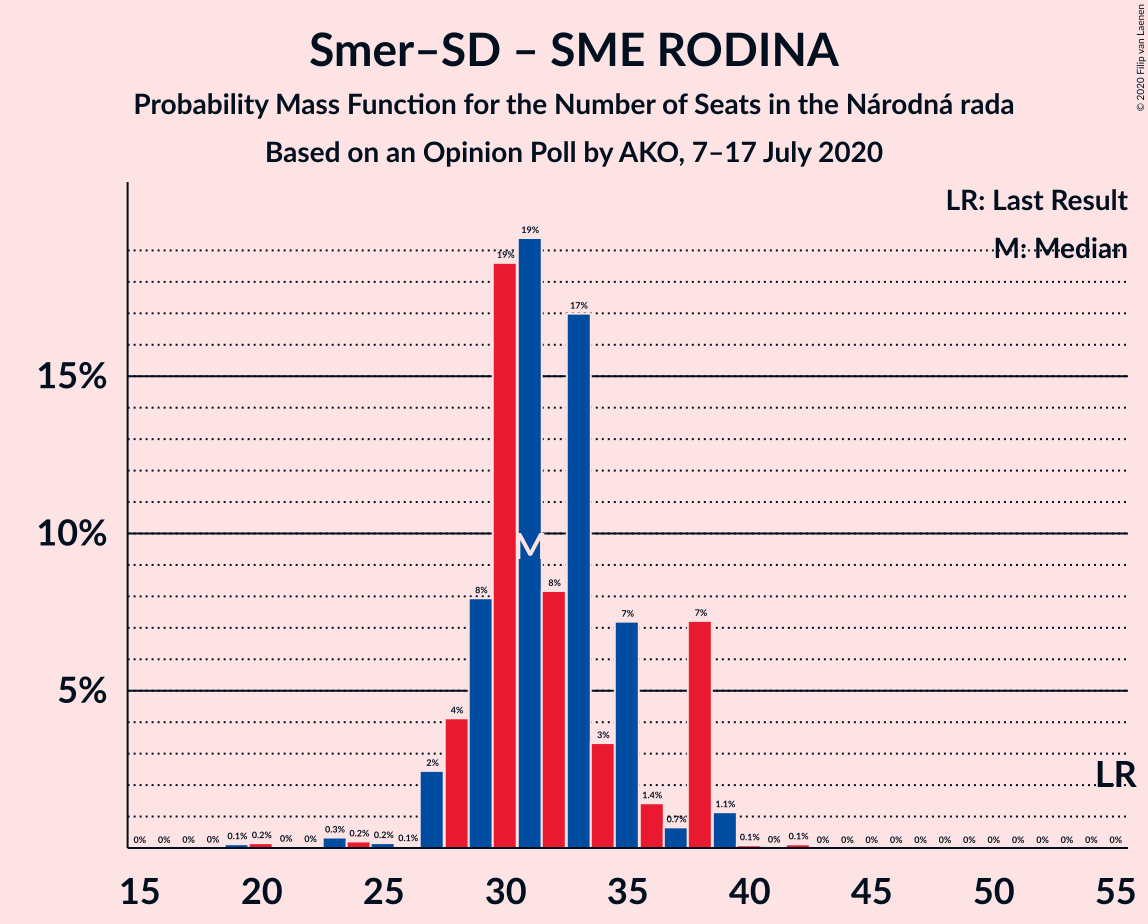 Smer–SD – SME RODINA
Probability Mass Function for the Number of Seats in the Národná rada
Based on an Opinion Poll by AKO, 7–17 July 2020
© 2020 Filip van Laenen
LR: Last Result
M: Median
15%
10%
5%
0% 0% 0% 0% 0.1% 0.2% 0% 0% 0.3% 0.2% 0.2% 0.1% 2% 4% 8% 19% 19% 8% 17% 3% 7% 1.4% 0.7% 7% 1.1% 0.1% 0% 0.1% 0% 0% 0% 0% 0% 0% 0% 0% 0% 0% 0% 0% 0%
M
LR
15 20 25 30 35 40 45 50 55